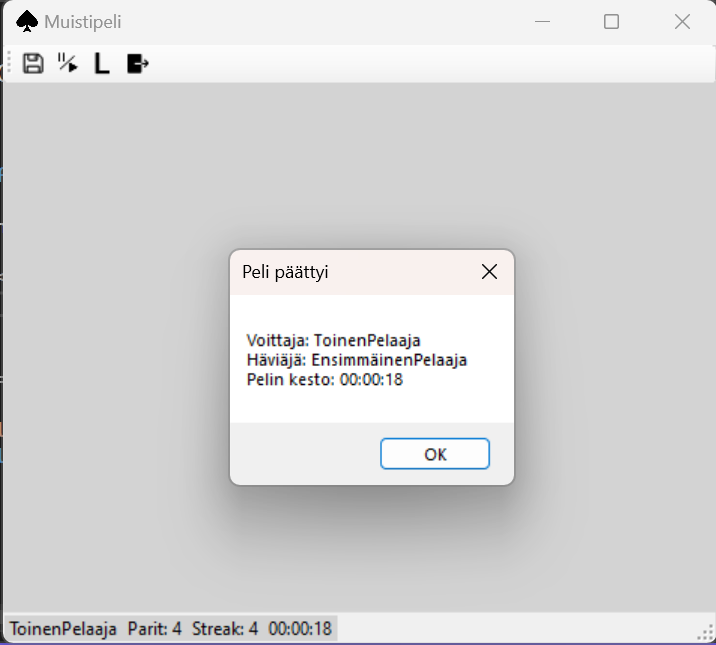 Muistipeli
L
Peli päättyi
Voittaja: ToinenPelaaja
Häviäjä: EnsimmäinenPelaaja
Pelin kesto: 00:00:18
OK
ToinenPelaaja Parit: 4 Streak: 4 00:00:18